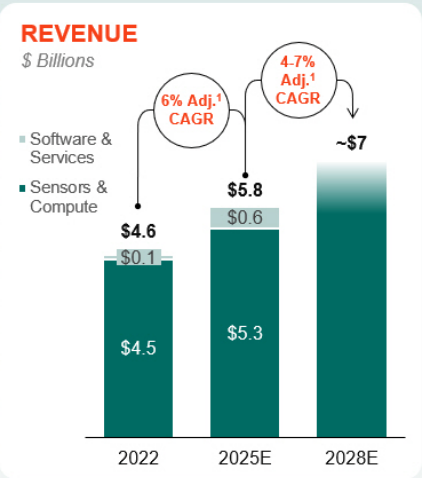 REVENUE
$ Billions
4-7%
Adj.¹
CAGR
6% Adj.¹
CAGR
Software &
Services
Sensors &
Compute
~$7
$5.8
$0.6
$4.6
$0.1
$5.3
$4.5
2022 2025E 2028E